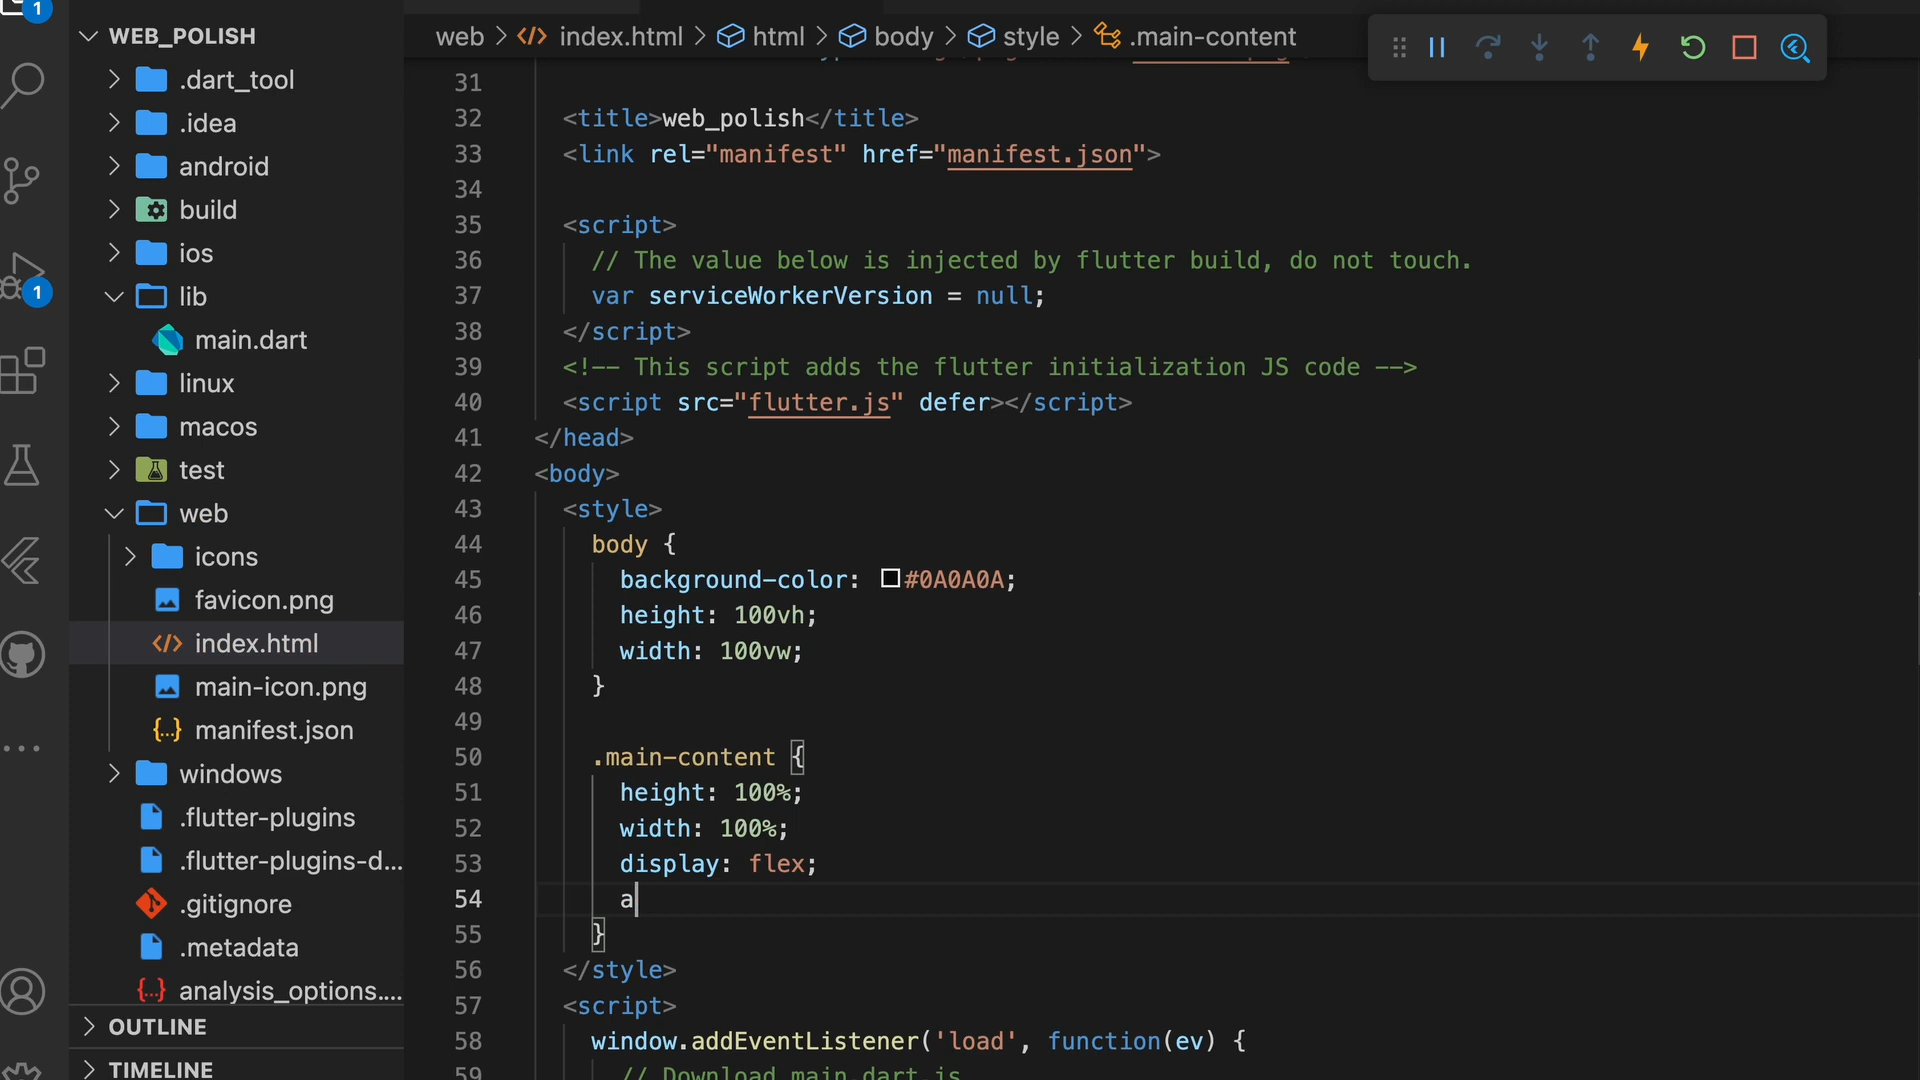 1
WEB_POLISH
.dart_tool
.idea
android
build
ios
1
lib
main.dart
linux
macos
test
web
icons
favicon.png
index.html
main-icon.png
manifest.json
windows
.flutter-plugins
.flutter-plugins-d...
.gitignore
.metadata
analysis_options....
OUTLINE
TIMELINE
web > index.html > html > body > style > .main-content
31
32 <title>web_polish</title>
33 <link rel="manifest" href="manifest.json">
34
35 <script>
36 // The value below is injected by flutter build, do not touch.
37 var serviceWorkerVersion = null;
38 </script>
39 <!-- This script adds the flutter initialization JS code -->
40 <script src="flutter.js" defer></script>
41 </head>
42 <body>
43 <style>
44 body {
45 background-color: #0A0A0A;
46 height: 100vh;
47 width: 100vw;
48 }
49
50 .main-content {
51 height: 100%;
52 width: 100%;
53 display: flex;
54 a
55 }
56 </style>
57 <script>
58 window.addEventListener('load', function(ev) {
59 // Download main.dart.js